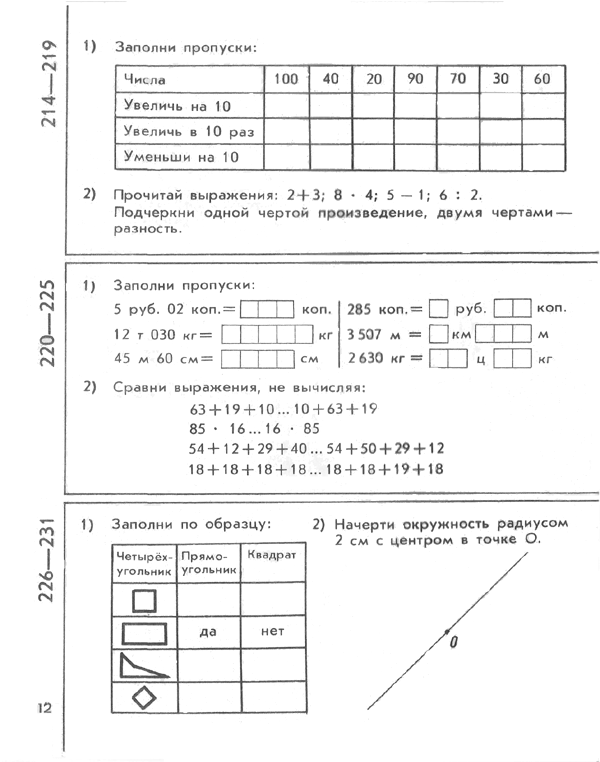 214—219
1) Заполни пропуски:
Числа 100 40 20 90 70 30 60
Увеличь на 10
Увеличь в 10 раз
Уменьши на 10
2) Прочитай выражения: 2+3; 8 · 4; 5 — 1; 6 : 2.
Подчеркни одной чертой произведение, двумя чертами—
разность.
220—225
1) Заполни пропуски:
5 руб. 02 коп.= коп. 285 коп.= руб. коп.
12 т 030 кг= кг 3507 м = км м
45 м 60 см= см 2630 кг = ц кг
2) Сравни выражения, не вычисляя:
63+19+10...10+63+19
85 · 16...16 · 85
54+12+29+40...54+50+29+12
18+18+18+18...18+18+19+18
226—231
1) Заполни по образцу:
Четырёх- Прямо- Квадрат
угольник угольник
да нет
2) Начерти окружность радиусом
2 см с центром в точке О.
О
12